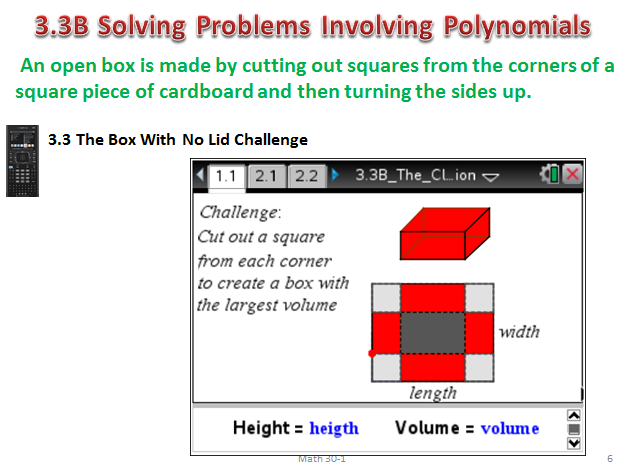 3.3B Solving Problems Involving Polynomials
An open box is made by cutting out squares from the corners of a
square piece of cardboard and then turning the sides up.
3.3 The Box With No Lid Challenge
1.1 2.1 2.2 3.3B_The_Cl...ion
Challenge:
Cut out a square
from each corner
to create a box with
the largest volume
width
length
Height = heigth Volume = volume
Math 30-1
6